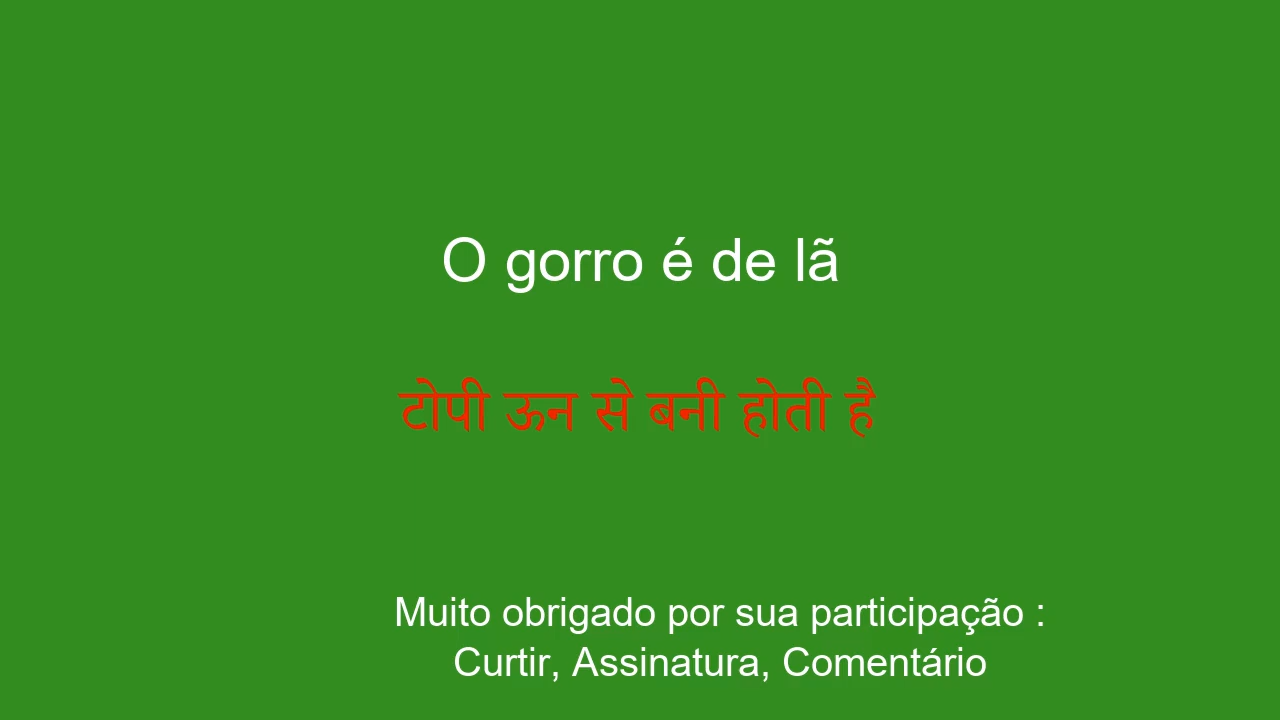 O gorro é de lã
टोपी ऊन से बनी होती है
Muito obrigado por sua participação :
Curtir, Assinatura, Comentário